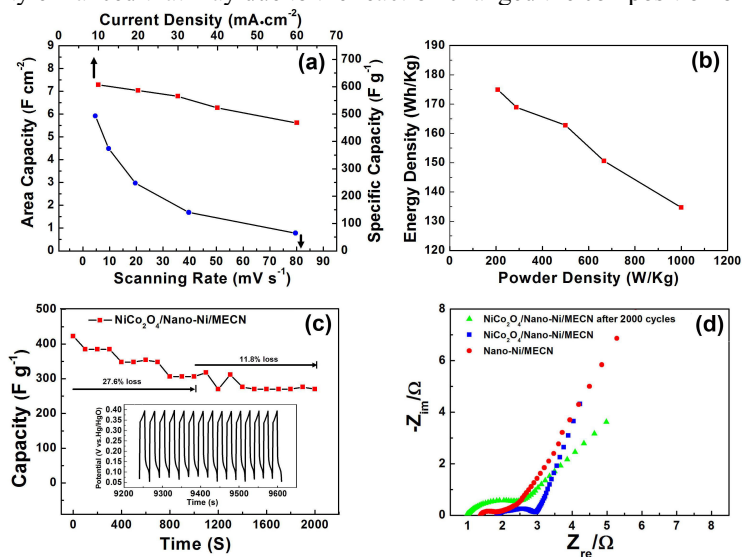 Current Density (mA·cm⁻²)
0 10 20 30 40 50 60 70
(a)
Area Capacity (F cm⁻²)
9
8
7
6
5
4
3
2
1
0
Specific Capacity (F g⁻¹)
700
600
500
400
300
200
100
0
0 10 20 30 40 50 60 70 80 90
Scanning Rate (mV s⁻¹)
(b)
Energy Density (Wh/Kg)
190
180
170
160
150
140
130
120
0 200 400 600 800 1000 1200
Powder Density (W/Kg)
(c)
NiCo₂O₄/Nano-Ni/MECN
Capacity (F g⁻¹)
500
450
400
350
300
250
0
11.8% loss
27.6% loss
Potential (V vs.Hg/HgO)
0.40
0.35
0.30
0.25
0.20
0.15
0.10
0.05
9200 9300 9400 9500 9600
Time (s)
0 400 800 1200 1600 2000
Time (S)
(d)
NiCo₂O₄/Nano-Ni/MECN after 2000 cycles
NiCo₂O₄/Nano-Ni/MECN
Nano-Ni/MECN
-Z_im/Ω
8
6
4
2
0
0 1 2 3 4 5 6 7 8
Z_re/Ω